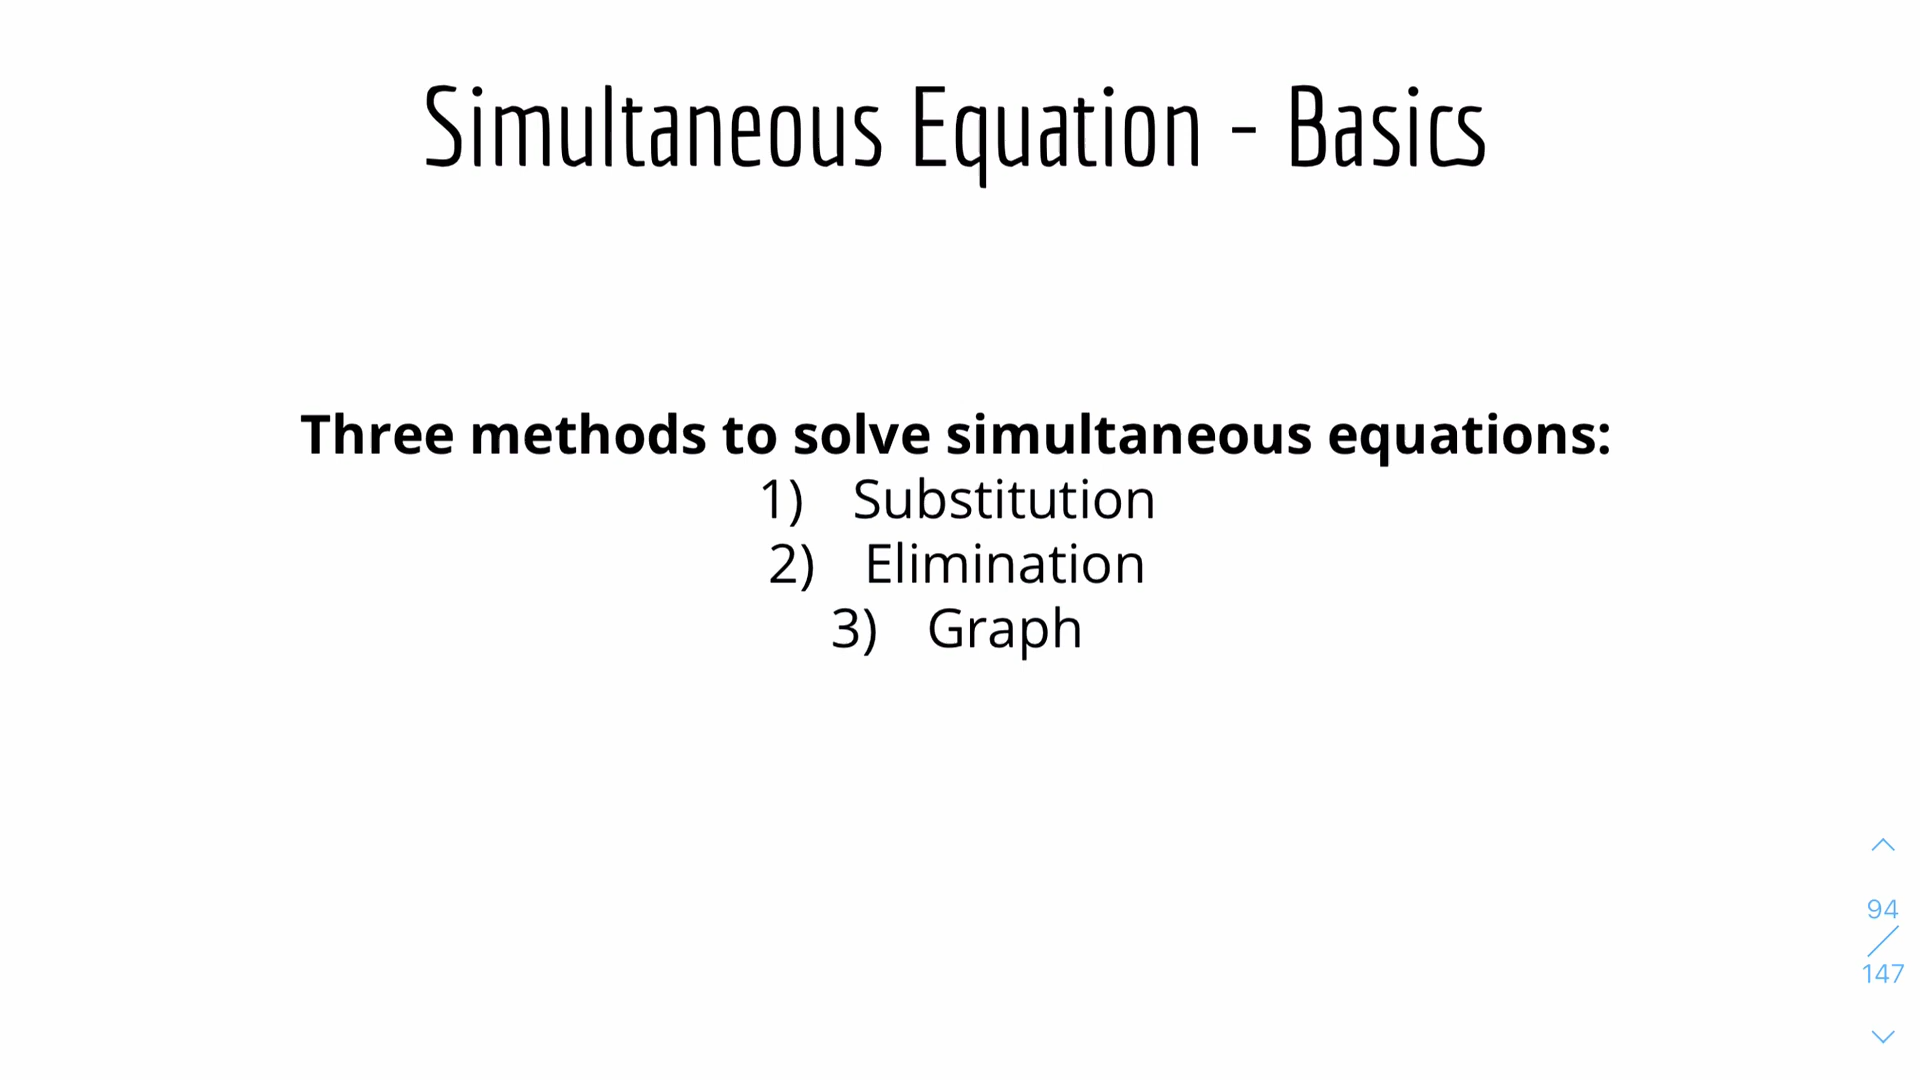 Simultaneous Equation - Basics
Three methods to solve simultaneous equations:
1) Substitution
2) Elimination
3) Graph
94
/
147